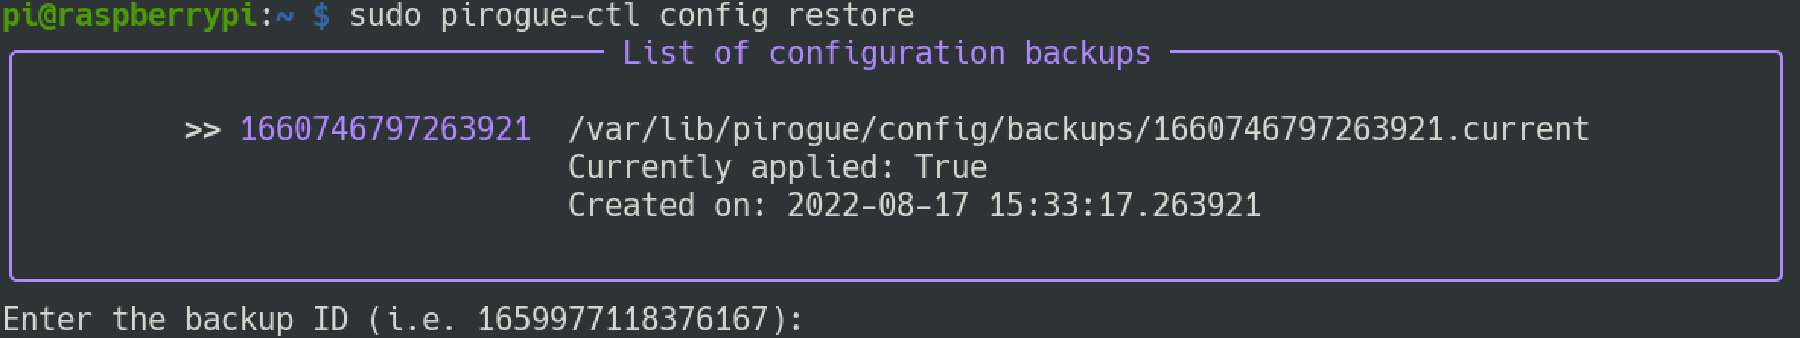 pi@raspberrypi:~ $ sudo pirogue-ctl config restore
List of configuration backups
>> 1660746797263921 /var/lib/pirogue/config/backups/1660746797263921.current
Currently applied: True
Created on: 2022-08-17 15:33:17.263921
Enter the backup ID (i.e. 1659977118376167):